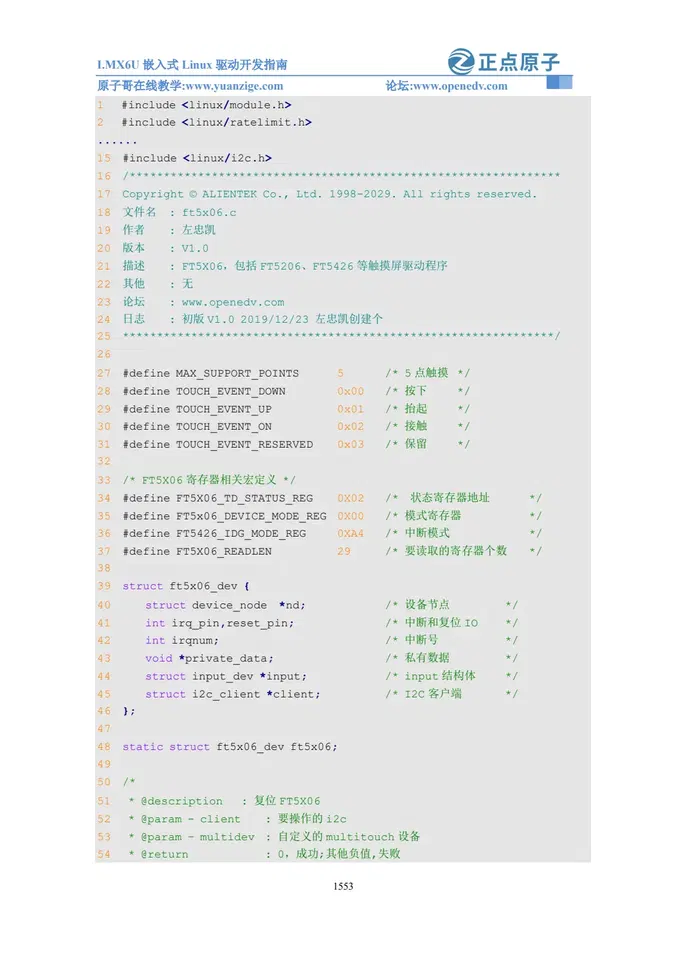 I.MX6U 嵌入式 Linux 驱动开发指南
正点原子
原子哥在线教学:www.yuanzige.com 论坛:www.openedv.com
1 #include <linux/module.h>
2 #include <linux/ratelimit.h>
......
15 #include <linux/i2c.h>
16 /***************************************************************
17 Copyright © ALIENTEK Co., Ltd. 1998-2029. All rights reserved.
18 文件名 : ft5x06.c
19 作者 : 左忠凯
20 版本 : V1.0
21 描述 : FT5X06，包括 FT5206、FT5426 等触摸屏驱动程序
22 其他 : 无
23 论坛 : www.openedv.com
24 日志 : 初版 V1.0 2019/12/23 左忠凯创建个
25 ***************************************************************/
26
27 #define MAX_SUPPORT_POINTS 5 /* 5 点触摸 */
28 #define TOUCH_EVENT_DOWN 0x00 /* 按下 */
29 #define TOUCH_EVENT_UP 0x01 /* 抬起 */
30 #define TOUCH_EVENT_ON 0x02 /* 接触 */
31 #define TOUCH_EVENT_RESERVED 0x03 /* 保留 */
32
33 /* FT5X06 寄存器相关宏定义 */
34 #define FT5X06_TD_STATUS_REG 0X02 /* 状态寄存器地址 */
35 #define FT5x06_DEVICE_MODE_REG 0X00 /* 模式寄存器 */
36 #define FT5426_IDG_MODE_REG 0XA4 /* 中断模式 */
37 #define FT5X06_READLEN 29 /* 要读取的寄存器个数 */
38
39 struct ft5x06_dev {
40 struct device_node *nd; /* 设备节点 */
41 int irq_pin,reset_pin; /* 中断和复位 IO */
42 int irqnum; /* 中断号 */
43 void *private_data; /* 私有数据 */
44 struct input_dev *input; /* input 结构体 */
45 struct i2c_client *client; /* I2C 客户端 */
46 };
47
48 static struct ft5x06_dev ft5x06;
49
50 /*
51 * @description : 复位 FT5X06
52 * @param - client : 要操作的 i2c
53 * @param - multidev : 自定义的 multitouch 设备
54 * @return : 0，成功;其他负值,失败
1553